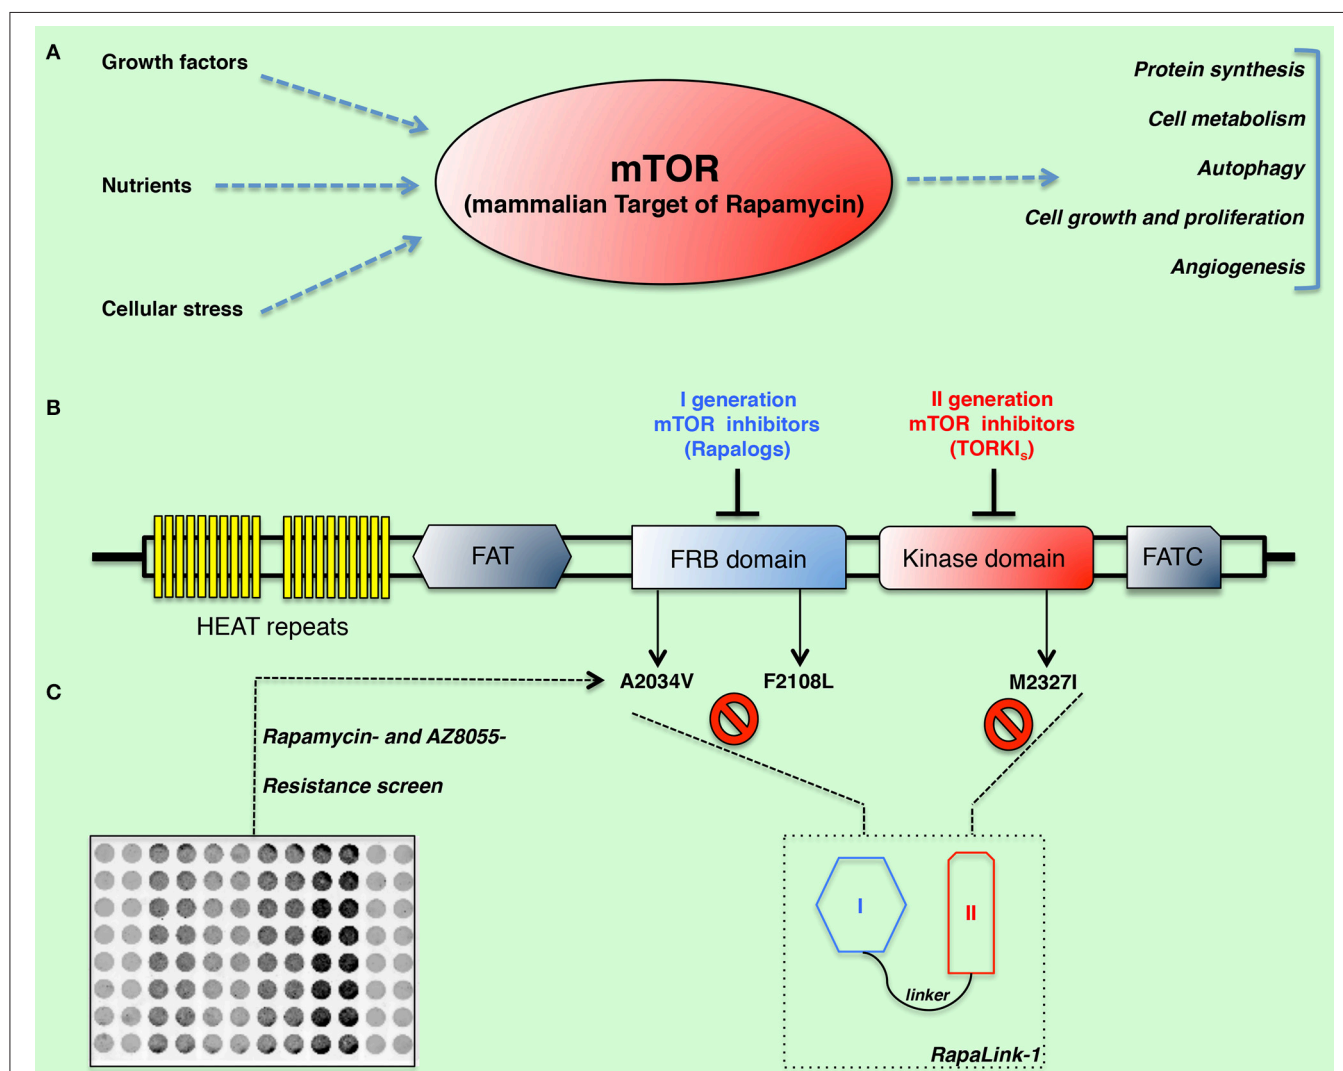 A
Growth factors
Nutrients
Cellular stress
mTOR
(mammalian Target of Rapamycin)
Protein synthesis
Cell metabolism
Autophagy
Cell growth and proliferation
Angiogenesis
B
I generation
mTOR inhibitors
(Rapalogs)
II generation
mTOR inhibitors
(TORKIs)
HEAT repeats
FAT
FRB domain
Kinase domain
FATC
A2034V
F2108L
M2327I
C
Rapamycin- and AZ8055-
Resistance screen
I
II
linker
RapaLink-1